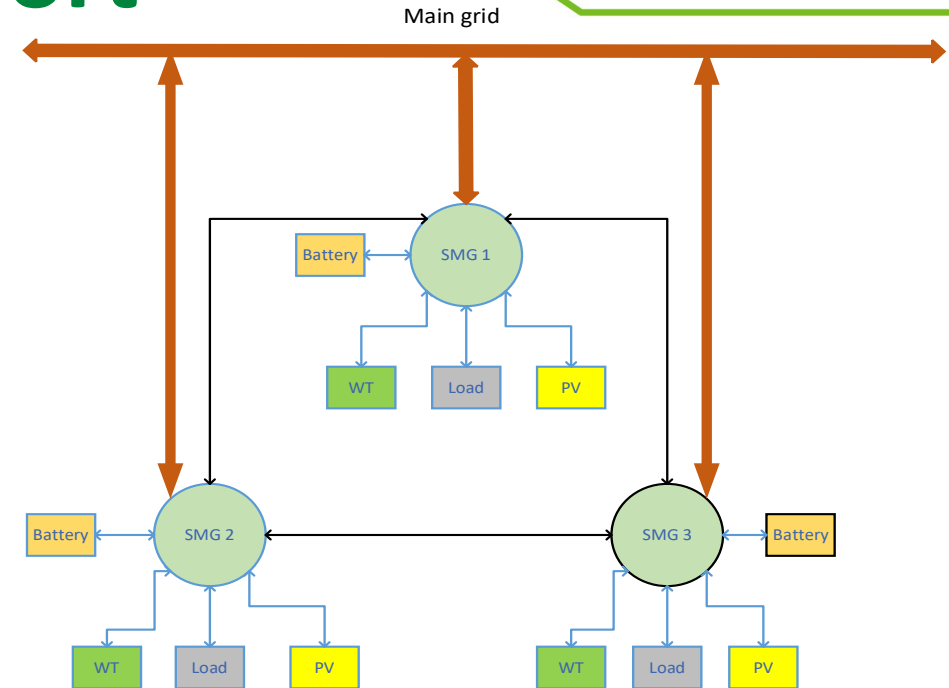 Main grid
Battery
SMG 1
WT
Load
PV
Battery
SMG 2
SMG 3
Battery
WT
Load
PV
WT
Load
PV